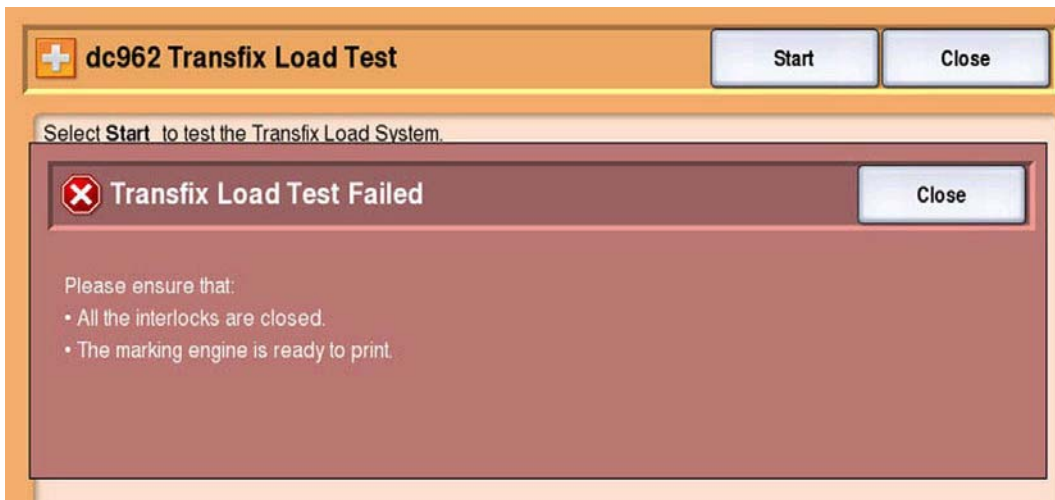 dc962 Transfix Load Test
Start
Close
Select Start to test the Transfix Load System.
Transfix Load Test Failed
Close
Please ensure that:
• All the interlocks are closed.
• The marking engine is ready to print.